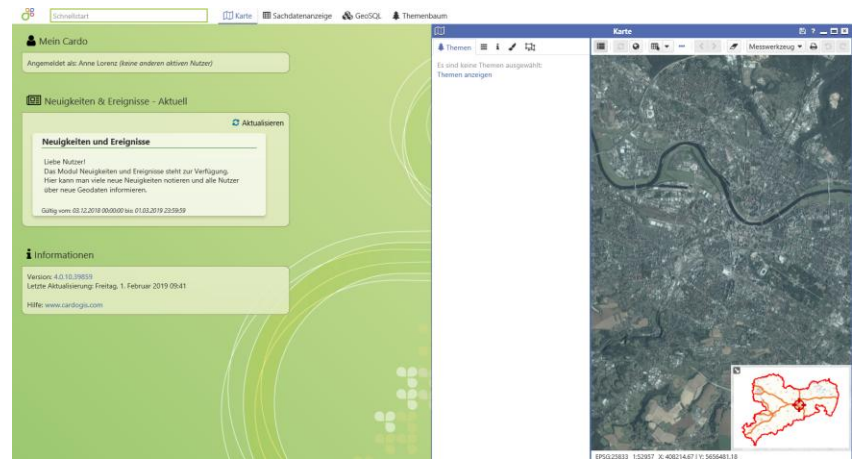 Schnellstart
Karte Sachdatenanzeige GeoSQL Themenbaum
Mein Cardo
Angemeldet als: Anne Lorenz (keine anderen aktiven Nutzer)
Neuigkeiten & Ereignisse - Aktuell
Aktualisieren
Neuigkeiten und Ereignisse
Liebe Nutzer!
Das Modul Neuigkeiten und Ereignisse steht zur Verfügung.
Hier kann man viele neue Neuigkeiten notieren und alle Nutzer
über neue Geodaten informieren.
Gültig vom: 03.12.2018 00:00:00 bis: 01.03.2019 23:59:59
Informationen
Version: 4.0.10.39859
Letzte Aktualisierung: Freitag, 1. Februar 2019 09:41
Hilfe: www.cardogis.com
Karte
Themen
Messwerkzeug
Es sind keine Themen ausgewählt:
Themen anzeigen
EPSG:25833 1:52957 X: 408214.67 | Y: 5656481.18